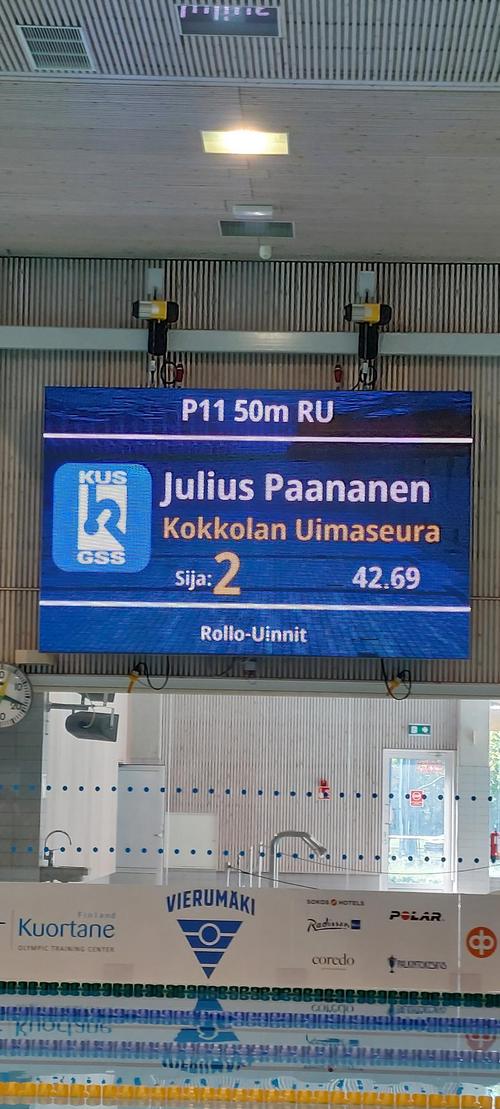 P11 50m RU
KUS
GSS
Julius Paananen
Kokkolan Uimaseura
Sija: 2 42.69
Rollo-Uinnit
Finland
Kuortane
OLYMPIC TRAINING CENTER
VIERUMÄKI
SOKOS HOTELS
Radisson
coredo
POLAR
op